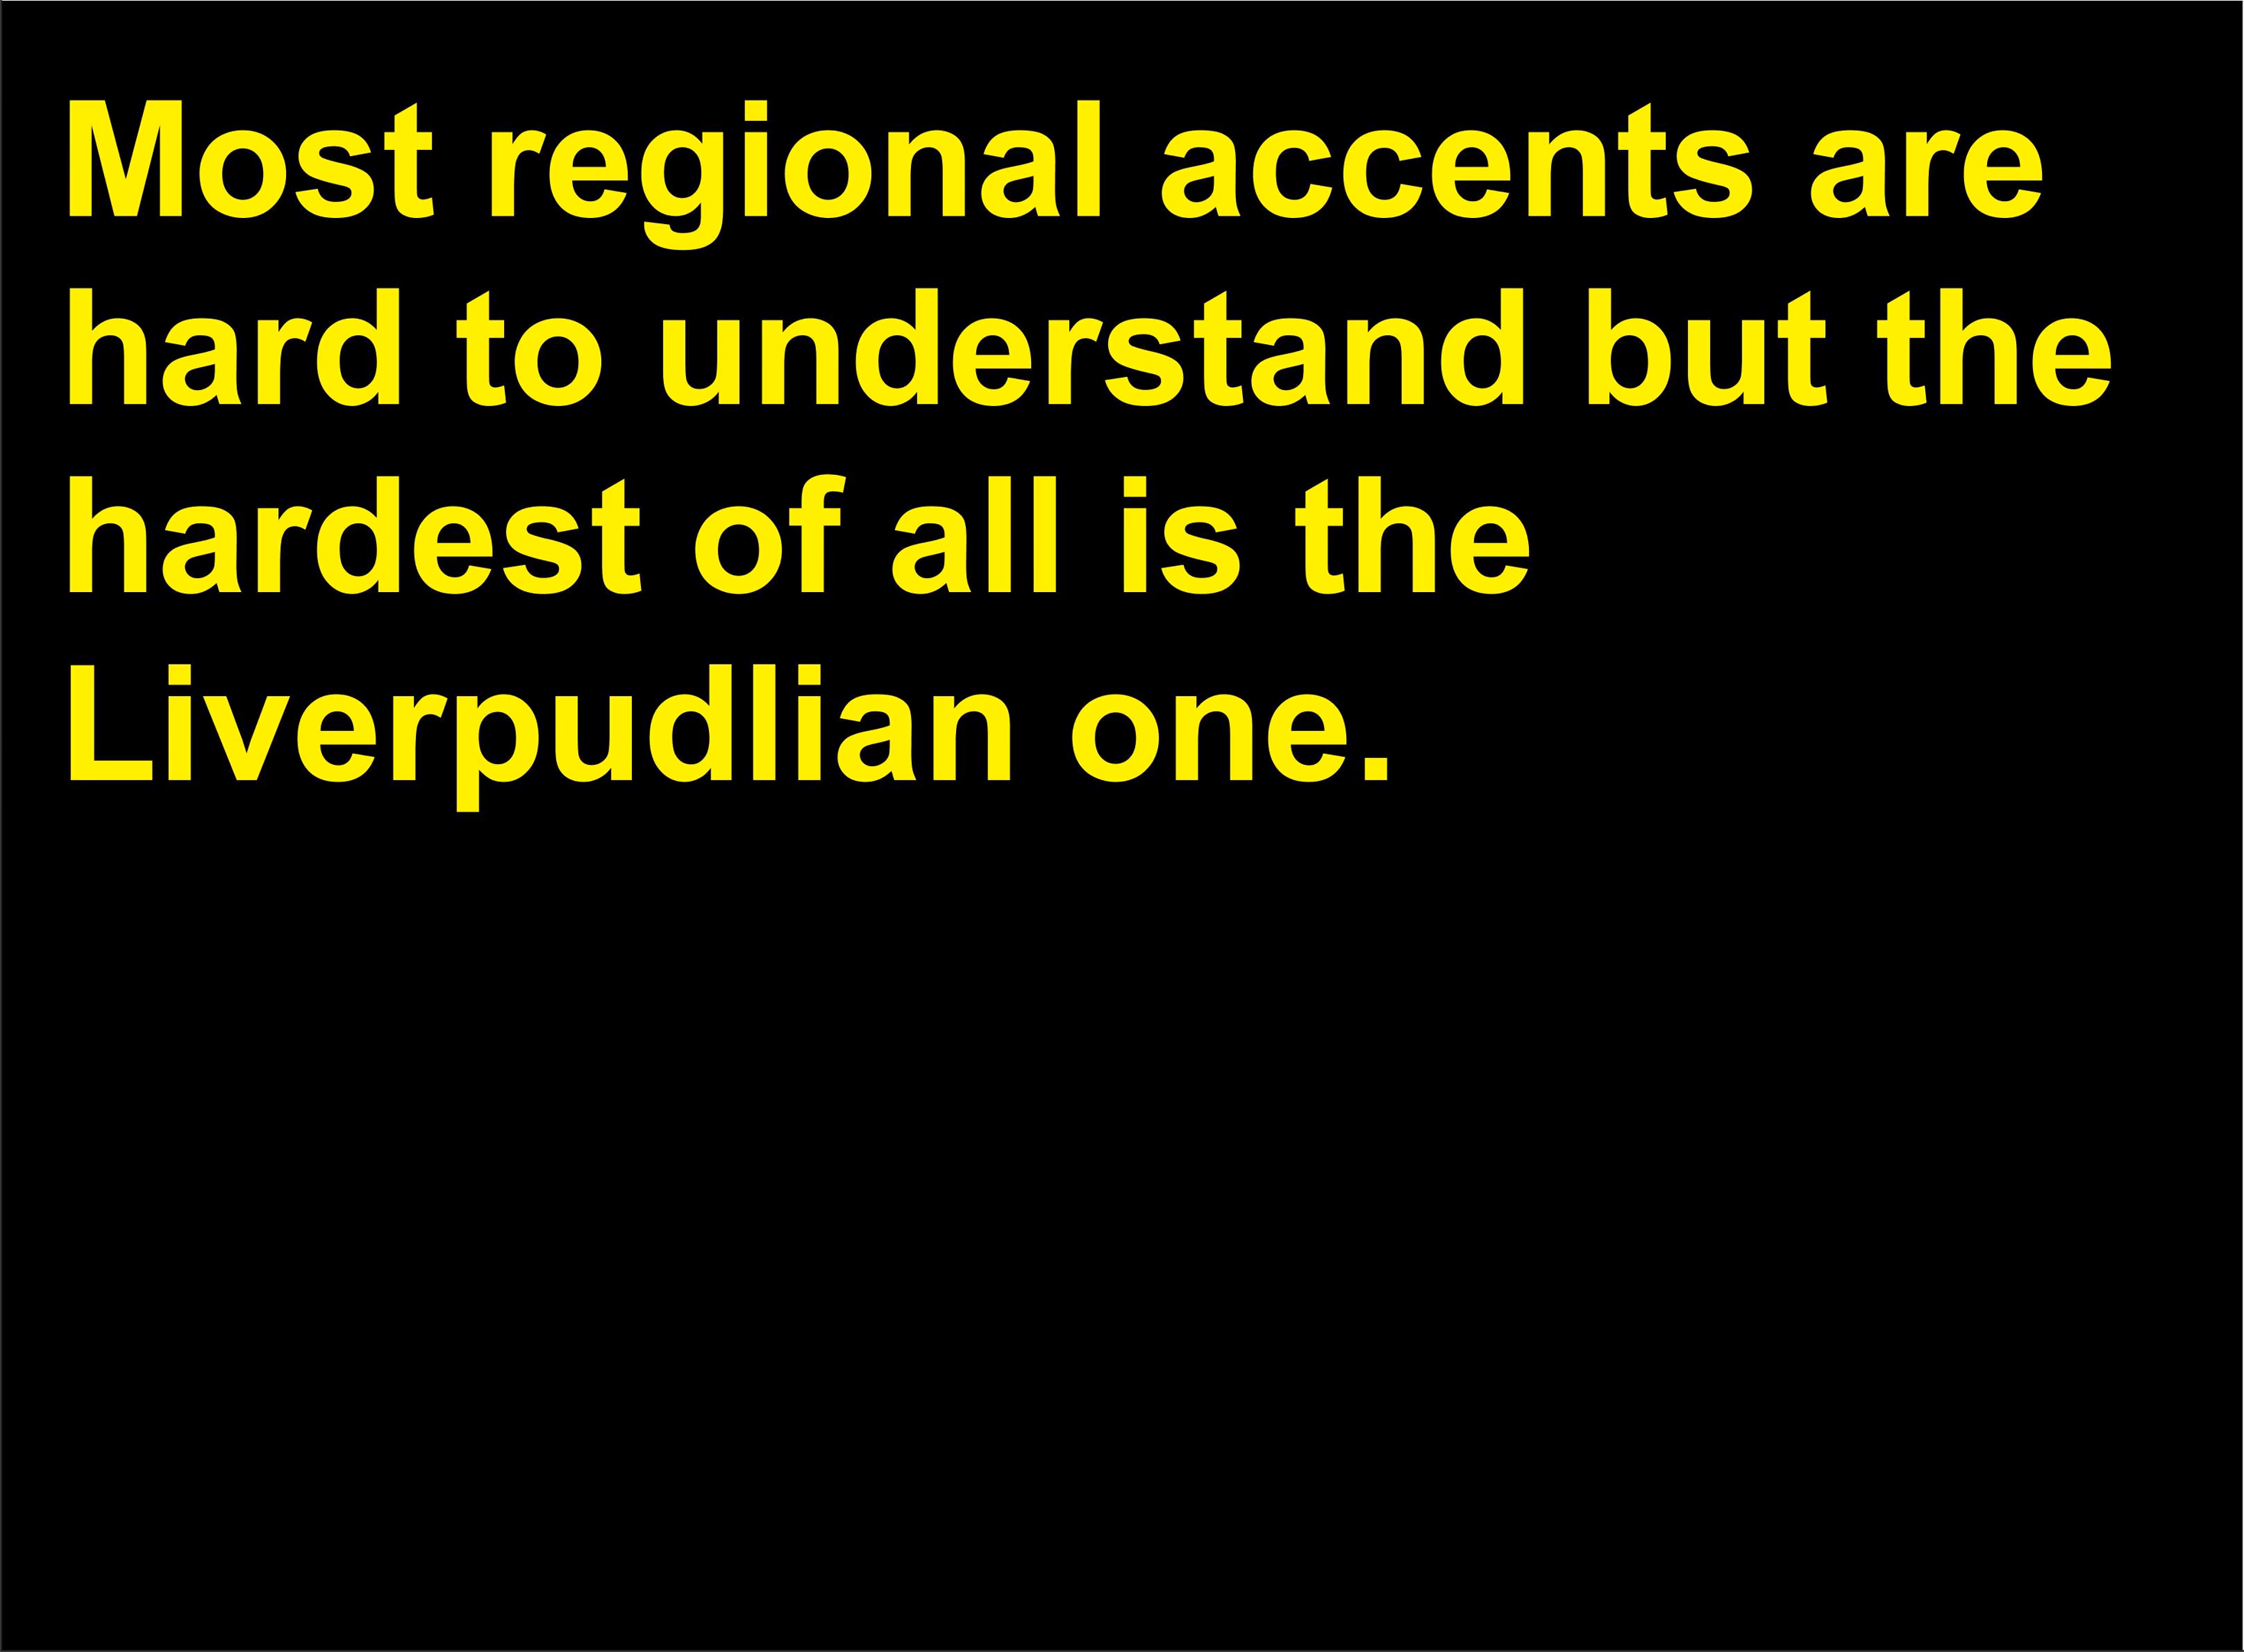 Most regional accents are
hard to understand but the
hardest of all is the
Liverpudlian one.